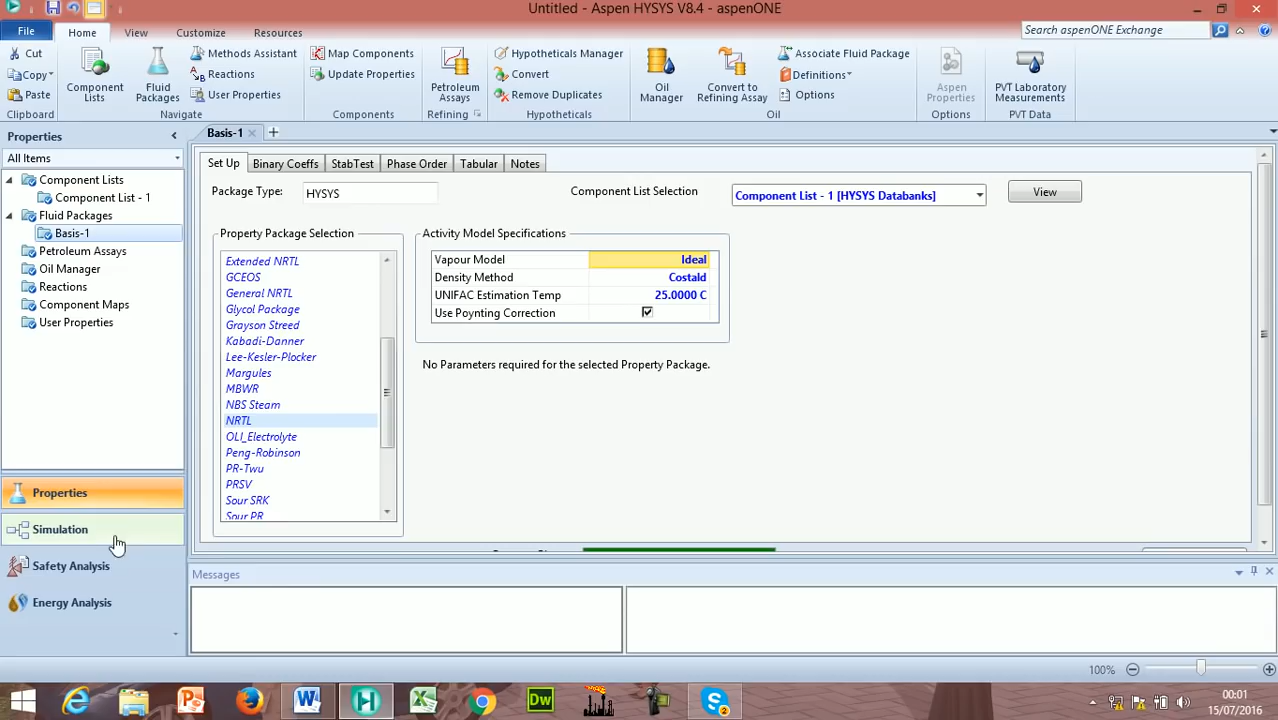 Untitled - Aspen HYSYS V8.4 - aspenONE
File Home View Customize Resources Search aspenONE Exchange
Cut
Copy
Paste
Clipboard
Component Lists
Fluid Packages
Methods Assistant
Reactions
User Properties
Navigate
Map Components
Update Properties
Components
Petroleum Assays
Refining
Hypotheticals Manager
Convert
Remove Duplicates
Hypotheticals
Oil Manager
Convert to Refining Assay
Associate Fluid Package
Definitions
Options
Oil
Aspen Properties
Options
PVT Laboratory Measurements
PVT Data
Properties
All Items
Component Lists
Component List - 1
Fluid Packages
Basis-1
Petroleum Assays
Oil Manager
Reactions
Component Maps
User Properties
Properties
Simulation
Safety Analysis
Energy Analysis
Basis-1
Set Up Binary Coeffs StabTest Phase Order Tabular Notes
Package Type: HYSYS Component List Selection Component List - 1 [HYSYS Databanks] View
Property Package Selection
Extended NRTL
GCEOS
General NRTL
Glycol Package
Grayson Streed
Kabadi-Danner
Lee-Kesler-Plocker
Margules
MBWR
NBS Steam
NRTL
OLI_Electrolyte
Peng-Robinson
PR-Twu
PRSV
Sour SRK
Sour PR
Activity Model Specifications
Vapour Model Ideal
Density Method Costald
UNIFAC Estimation Temp 25.0000 C
Use Poynting Correction
No Parameters required for the selected Property Package.
Messages
100%
00:01
15/07/2016